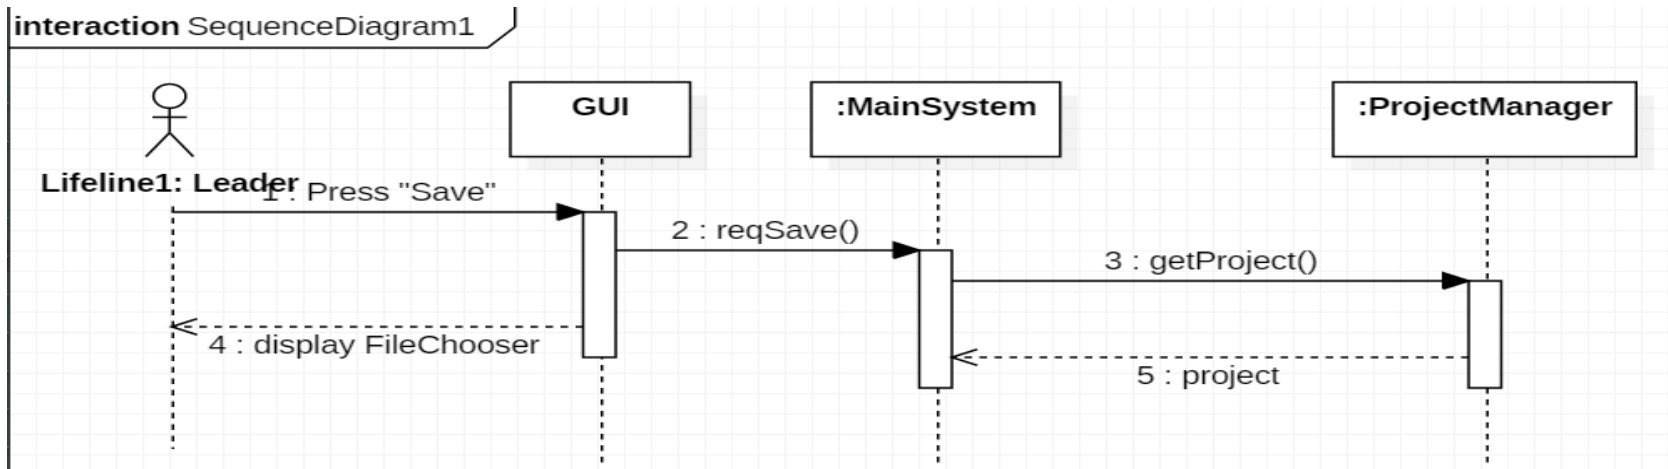 interaction SequenceDiagram1
GUI
:MainSystem
:ProjectManager
Lifeline1: Leader
1 : Press "Save"
2 : reqSave()
3 : getProject()
4 : display FileChooser
5 : project